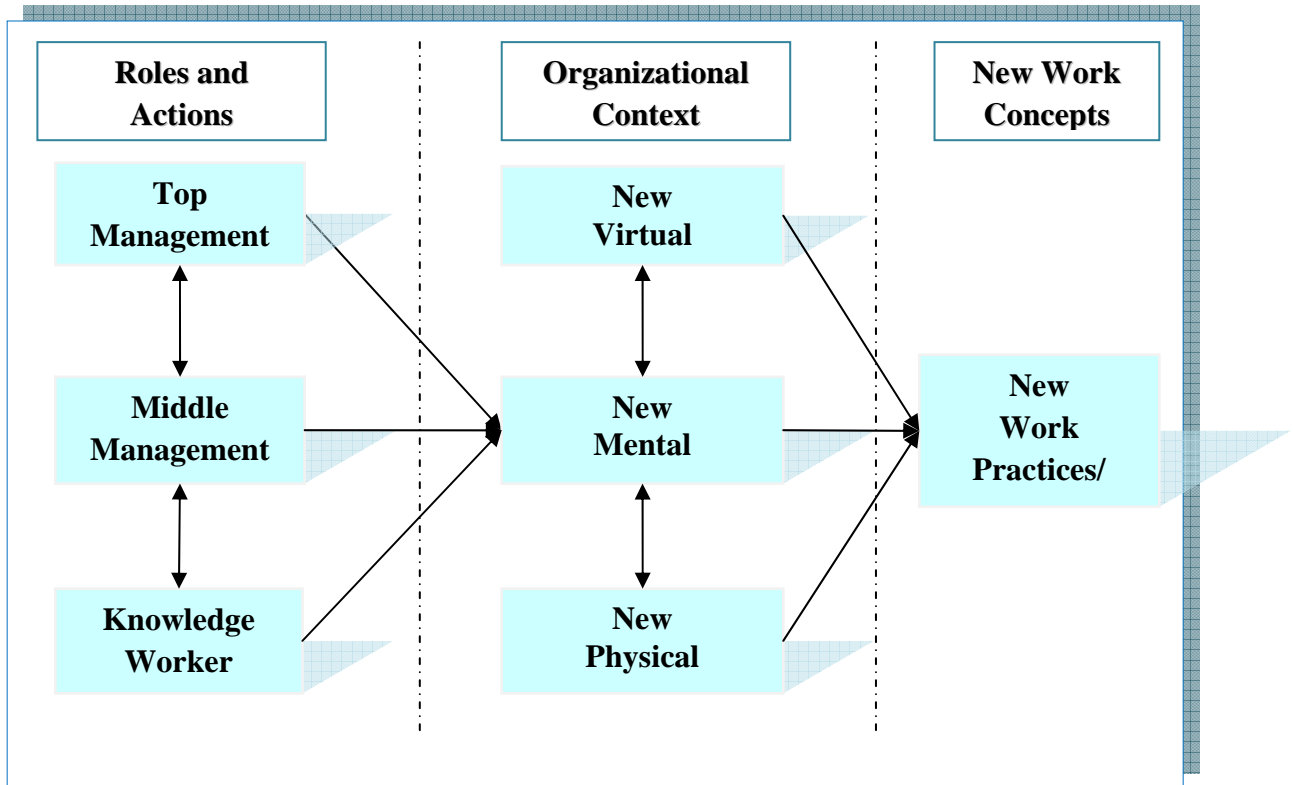 Roles and
Actions
Organizational
Context
New Work
Concepts
Top
Management
New
Virtual
Middle
Management
New
Mental
New
Work
Practices/
Knowledge
Worker
New
Physical